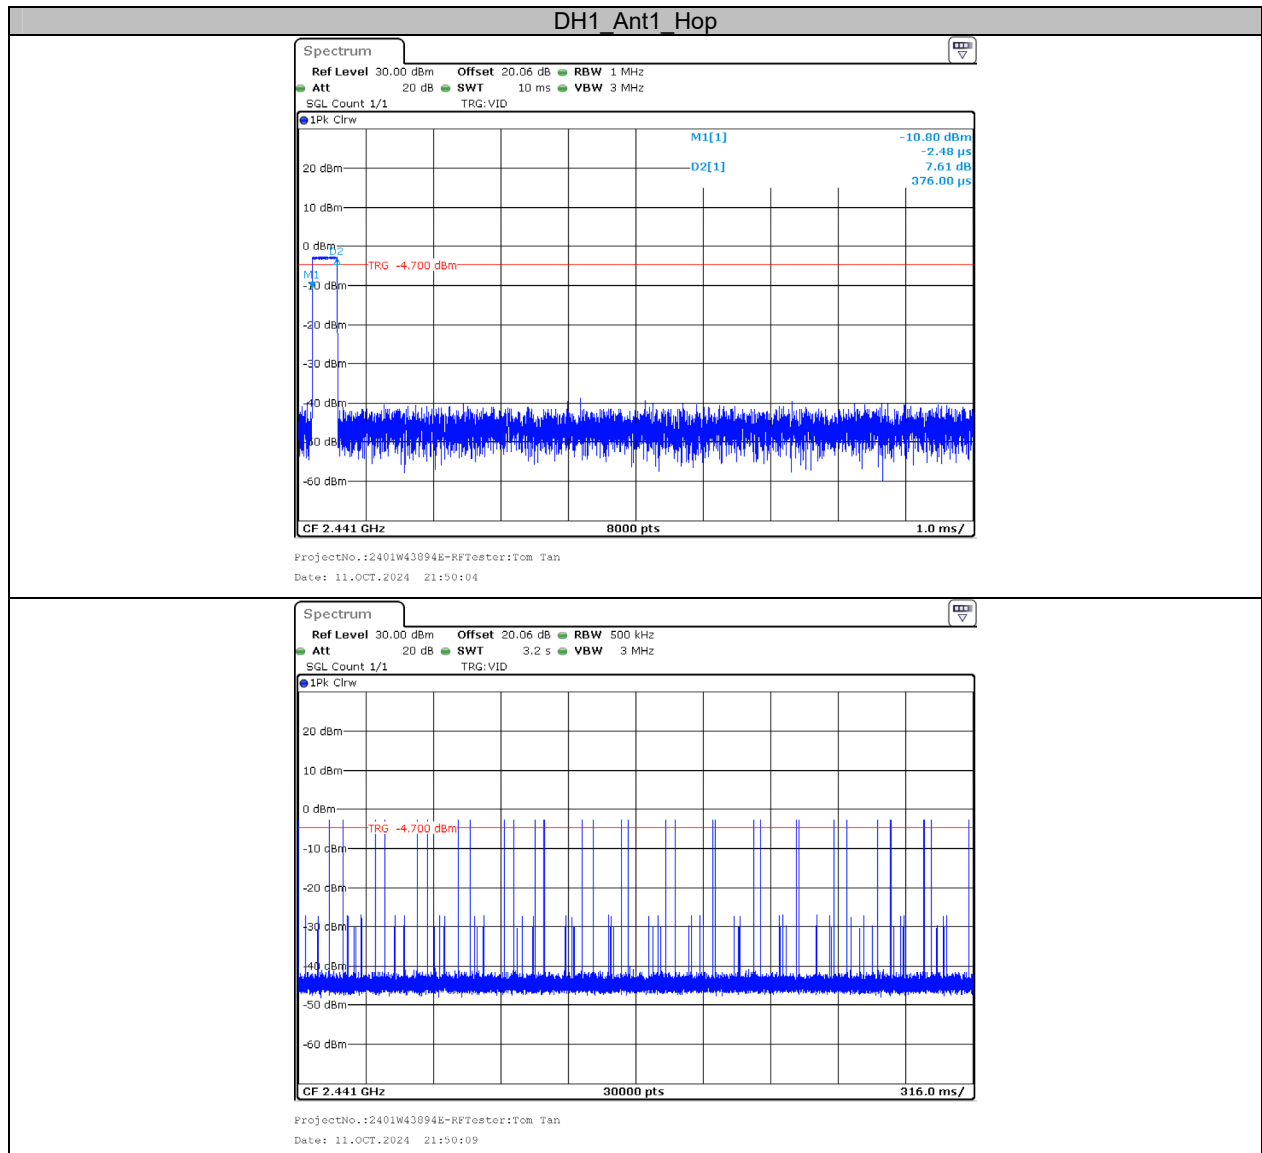 DH1_Ant1_Hop
Spectrum
Ref Level 30.00 dBm Offset 20.06 dB RBW 1 MHz
Att 20 dB SWT 10 ms VBW 3 MHz
SGL Count 1/1 TRG:VID
1Pk Clrw
M1[1] -10.80 dBm
-2.48 µs
D2[1] 7.61 dB
376.00 µs
20 dBm
10 dBm
0 dBm
D2
TRG -4.700 dBm
M1
-10 dBm
-20 dBm
-30 dBm
-40 dBm
-50 dBm
-60 dBm
CF 2.441 GHz 8000 pts 1.0 ms/
ProjectNo.:2401W43894E-RFTester:Tom Tan
Date: 11.OCT.2024 21:50:04
Spectrum
Ref Level 30.00 dBm Offset 20.06 dB RBW 500 kHz
Att 20 dB SWT 3.2 s VBW 3 MHz
SGL Count 1/1 TRG:VID
1Pk Clrw
20 dBm
10 dBm
0 dBm
TRG -4.700 dBm
-10 dBm
-20 dBm
-30 dBm
-40 dBm
-50 dBm
-60 dBm
CF 2.441 GHz 30000 pts 316.0 ms/
ProjectNo.:2401W43894E-RFTester:Tom Tan
Date: 11.OCT.2024 21:50:09